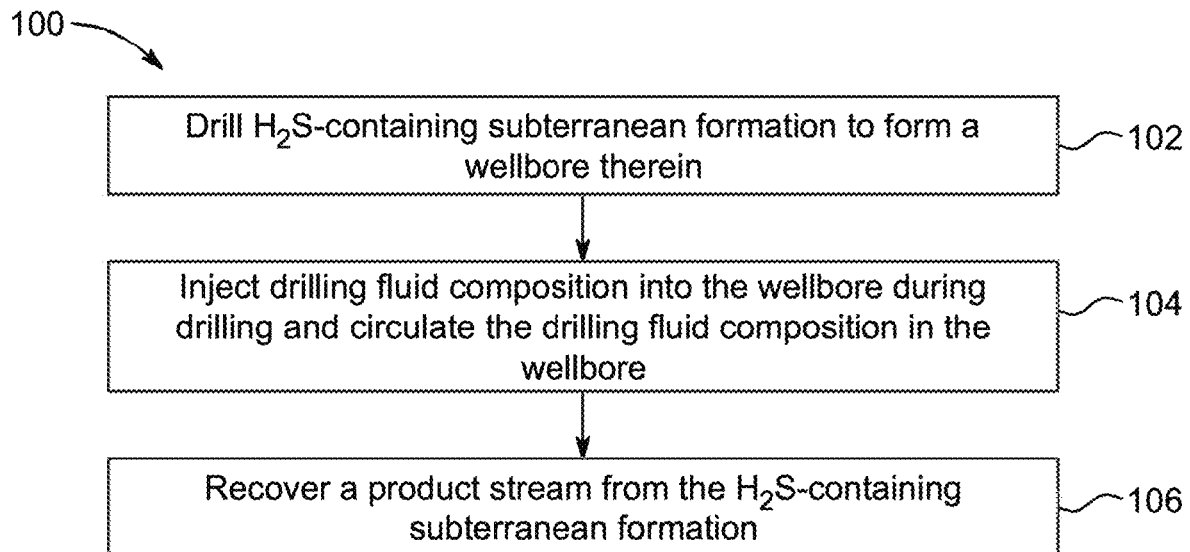 100
Drill H₂S-containing subterranean formation to form a
wellbore therein
102
Inject drilling fluid composition into the wellbore during
drilling and circulate the drilling fluid composition in the
wellbore
104
Recover a product stream from the H₂S-containing
subterranean formation
106